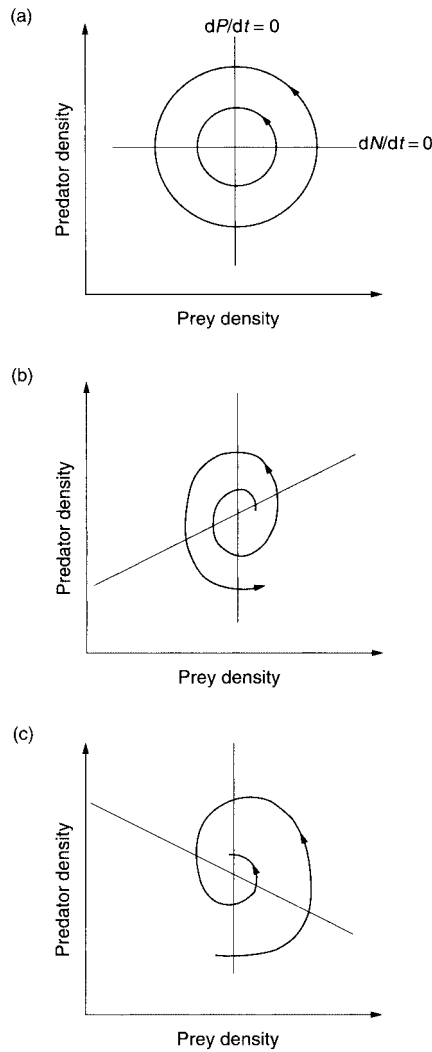 (a)
dP/dt = 0
dN/dt = 0
Predator density
Prey density
(b)
Predator density
Prey density
(c)
Predator density
Prey density